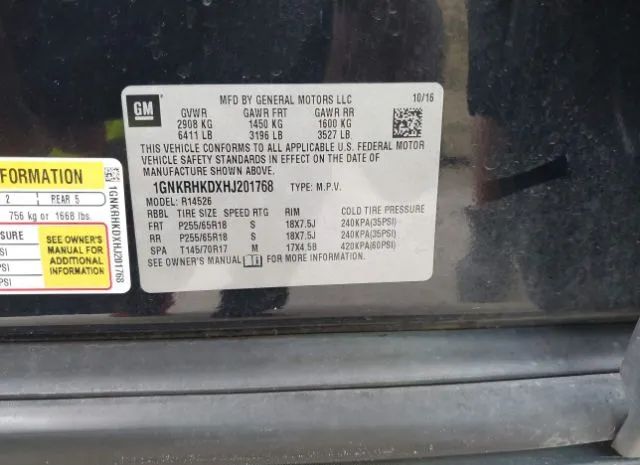 GM
MFD BY GENERAL MOTORS LLC 10/16
GVWR GAWR FRT GAWR RR
2908 KG 1450 KG 1600 KG
6411 LB 3196 LB 3527 LB
THIS VEHICLE CONFORMS TO ALL APPLICABLE U.S. FEDERAL MOTOR
VEHICLE SAFETY STANDARDS IN EFFECT ON THE DATE OF
MANUFACTURE SHOWN ABOVE.
1GNKRHKDXHJ201768 TYPE: M.P.V.
RBBL R14526
TIRE SIZE SPEED RTG RIM COLD TIRE PRESSURE
FRT P255/65R18 S 18X7.5J 240KPA(35PSI)
RR P255/65R18 S 18X7.5J 240KPA(35PSI)
SPA T145/70R17 M 17X4.5B 420KPA(60PSI)
SEE OWNER'S MANUAL FOR MORE INFORMATION.
FORMATION
2 REAR 5
756 kg or 1668 lbs.
SURE
PSI
PSI
PSI
SEE OWNER'S
MANUAL FOR
ADDITIONAL
INFORMATION
1GNKRHKDXHJ201768